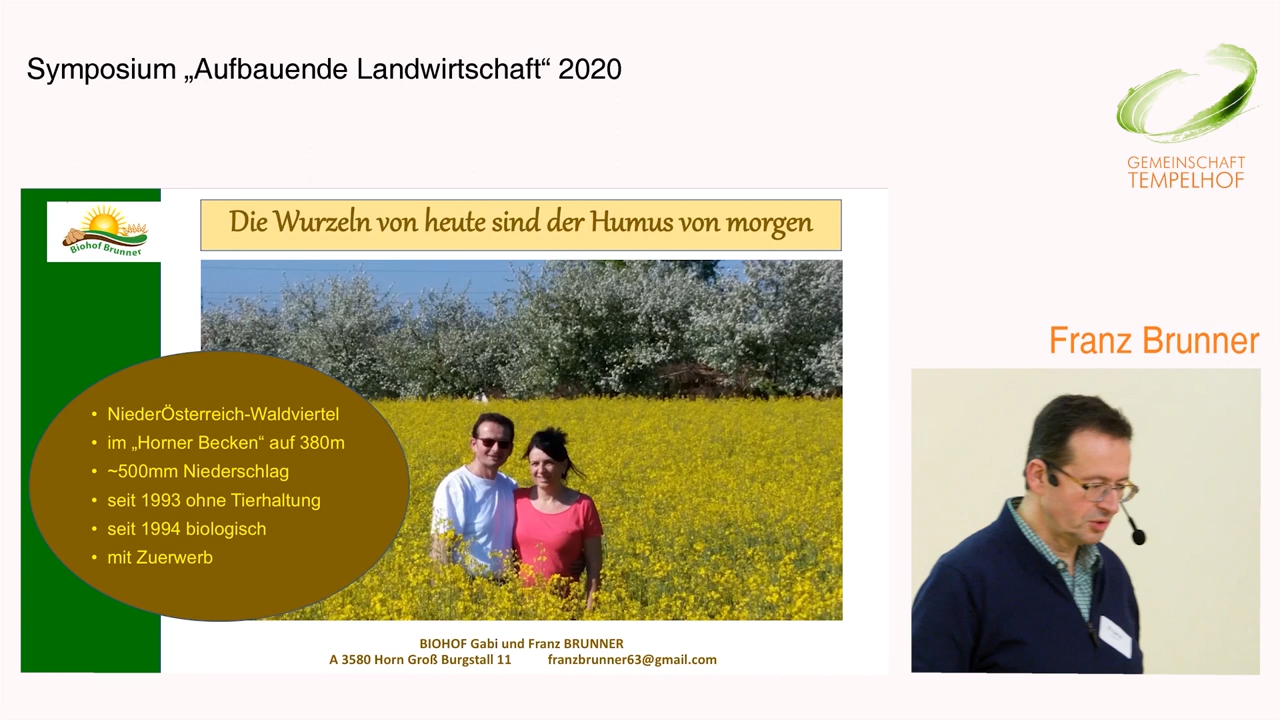 Symposium „Aufbauende Landwirtschaft“ 2020
GEMEINSCHAFT
TEMPELHOF
Biohof Brunner
Die Wurzeln von heute sind der Humus von morgen
• NiederÖsterreich-Waldviertel
• im „Horner Becken“ auf 380m
• ~500mm Niederschlag
• seit 1993 ohne Tierhaltung
• seit 1994 biologisch
• mit Zuerwerb
BIOHOF Gabi und Franz BRUNNER
A 3580 Horn Groß Burgstall 11 franzbrunner63@gmail.com
Franz Brunner